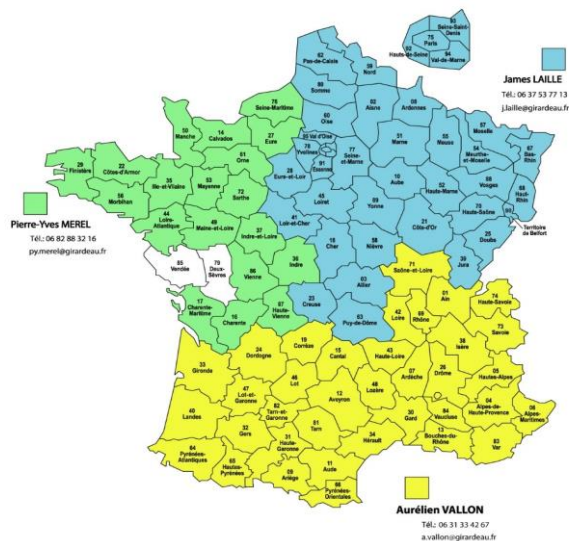 93
Seine-Saint-
Denis
75
Paris
92
Hauts-de-Seine
94
Val-de-Marne
James LAILLE
Tél.: 06 37 53 77 13
j.laille@girardeau.fr
62
Pas-de-Calais
59
Nord
80
Somme
76
Seine-Maritime
60
Oise
02
Aisne
08
Ardennes
50
Manche
14
Calvados
27
Eure
95 Val d'Oise
78
Yvelines
91
Essonne
77
Seine-
et-Marne
51
Marne
55
Meuse
57
Moselle
54
Meurthe-
et-Moselle
67
Bas-
Rhin
29
Finistère
22
Côtes-d'Armor
56
Morbihan
35
Ille-et-Vilaine
53
Mayenne
61
Orne
72
Sarthe
28
Eure-et-Loir
45
Loiret
10
Aube
52
Haute-Marne
88
Vosges
68
Haut-
Rhin
Pierre-Yves MEREL
Tél.: 06 82 88 32 16
py.merel@girardeau.fr
44
Loire-
Atlantique
49
Maine-et-Loire
37
Indre-et-Loire
41
Loir-et-Cher
89
Yonne
21
Côte-d'Or
70
Haute-Saône
90
Territoire
de Belfort
25
Doubs
39
Jura
85
Vendée
79
Deux-
Sèvres
86
Vienne
36
Indre
18
Cher
58
Nièvre
71
Saône-et-Loire
03
Allier
17
Charente-
Maritime
16
Charente
87
Haute-
Vienne
23
Creuse
63
Puy-de-Dôme
42
Loire
69
Rhône
01
Ain
74
Haute-Savoie
73
Savoie
33
Gironde
24
Dordogne
19
Corrèze
15
Cantal
43
Haute-Loire
38
Isère
07
Ardèche
26
Drôme
05
Hautes-Alpes
40
Landes
47
Lot-et-
Garonne
46
Lot
82
Tarn-et-
Garonne
12
Aveyron
48
Lozère
30
Gard
84
Vaucluse
04
Alpes-
de-Haute-Provence
06
Alpes-
Maritimes
64
Pyrénées-
Atlantiques
32
Gers
65
Hautes-
Pyrénées
31
Haute-
Garonne
81
Tarn
34
Hérault
13
Bouches-du-
Rhône
83
Var
09
Ariège
11
Aude
66
Pyrénées-
Orientales
Aurélien VALLON
Tél.: 06 31 33 42 67
a.vallon@girardeau.fr